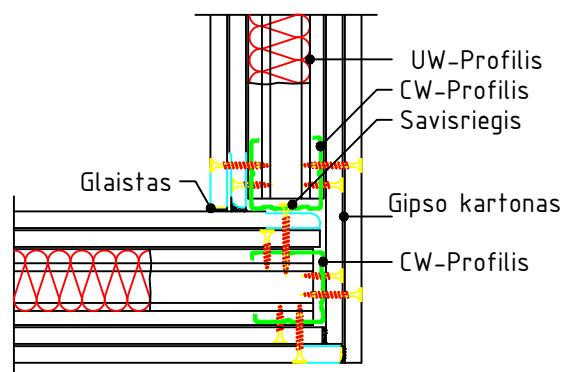 UW-Profilis
CW-Profilis
Savisriegis
Glaistas
Gipso kartonas
CW-Profilis